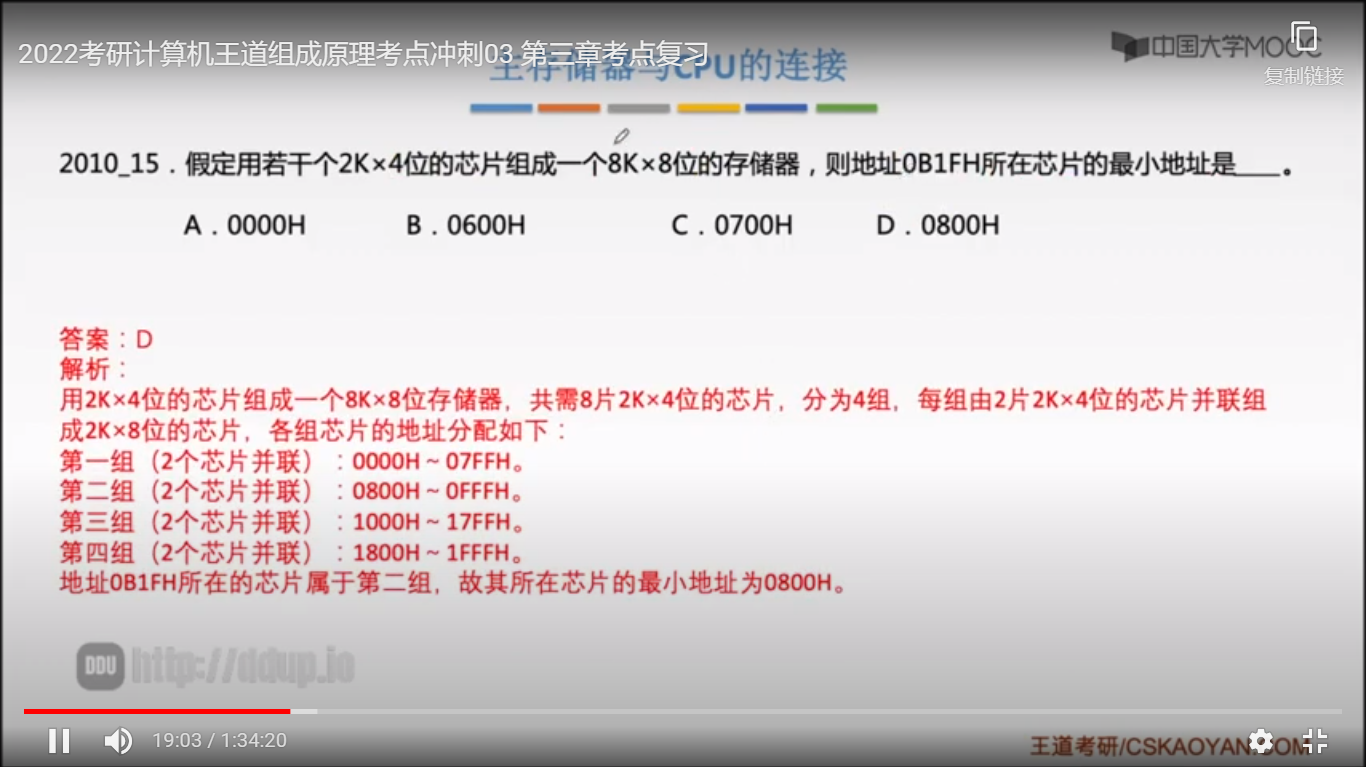 2022考研计算机王道组成原理考点冲刺03 第三章考点复习
主存储器与CPU的连接
中国大学MOOC
复制链接
2010_15．假定用若干个2K×4位的芯片组成一个8K×8位的存储器，则地址0B1FH所在芯片的最小地址是____。
A．0000H B．0600H C．0700H D．0800H
答案：D
解析：
用2K×4位的芯片组成一个8K×8位存储器，共需8片2K×4位的芯片，分为4组，每组由2片2K×4位的芯片并联组
成2K×8位的芯片，各组芯片的地址分配如下：
第一组（2个芯片并联）：0000H～07FFH。
第二组（2个芯片并联）：0800H～0FFFH。
第三组（2个芯片并联）：1000H～17FFH。
第四组（2个芯片并联）：1800H～1FFFH。
地址0B1FH所在的芯片属于第二组，故其所在芯片的最小地址为0800H。
DDU http://ddup.io
19:03 / 1:34:20
王道考研/CSKAOYAN.COM